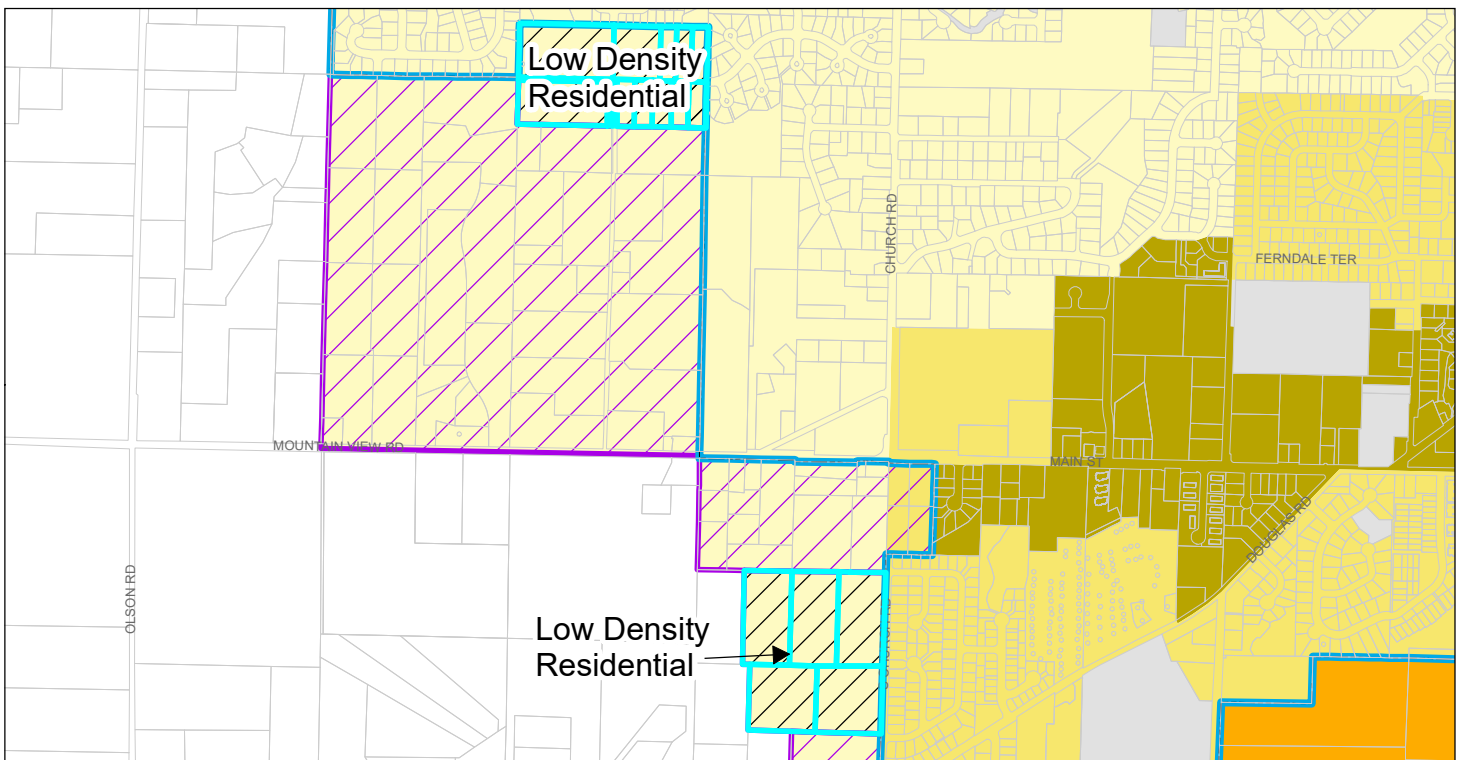 Low Density
Residential
CHURCH RD
FERNDALE TER
MOUNTAIN VIEW RD
MAIN ST
DOUGLAS RD
OLSON RD
Low Density
Residential